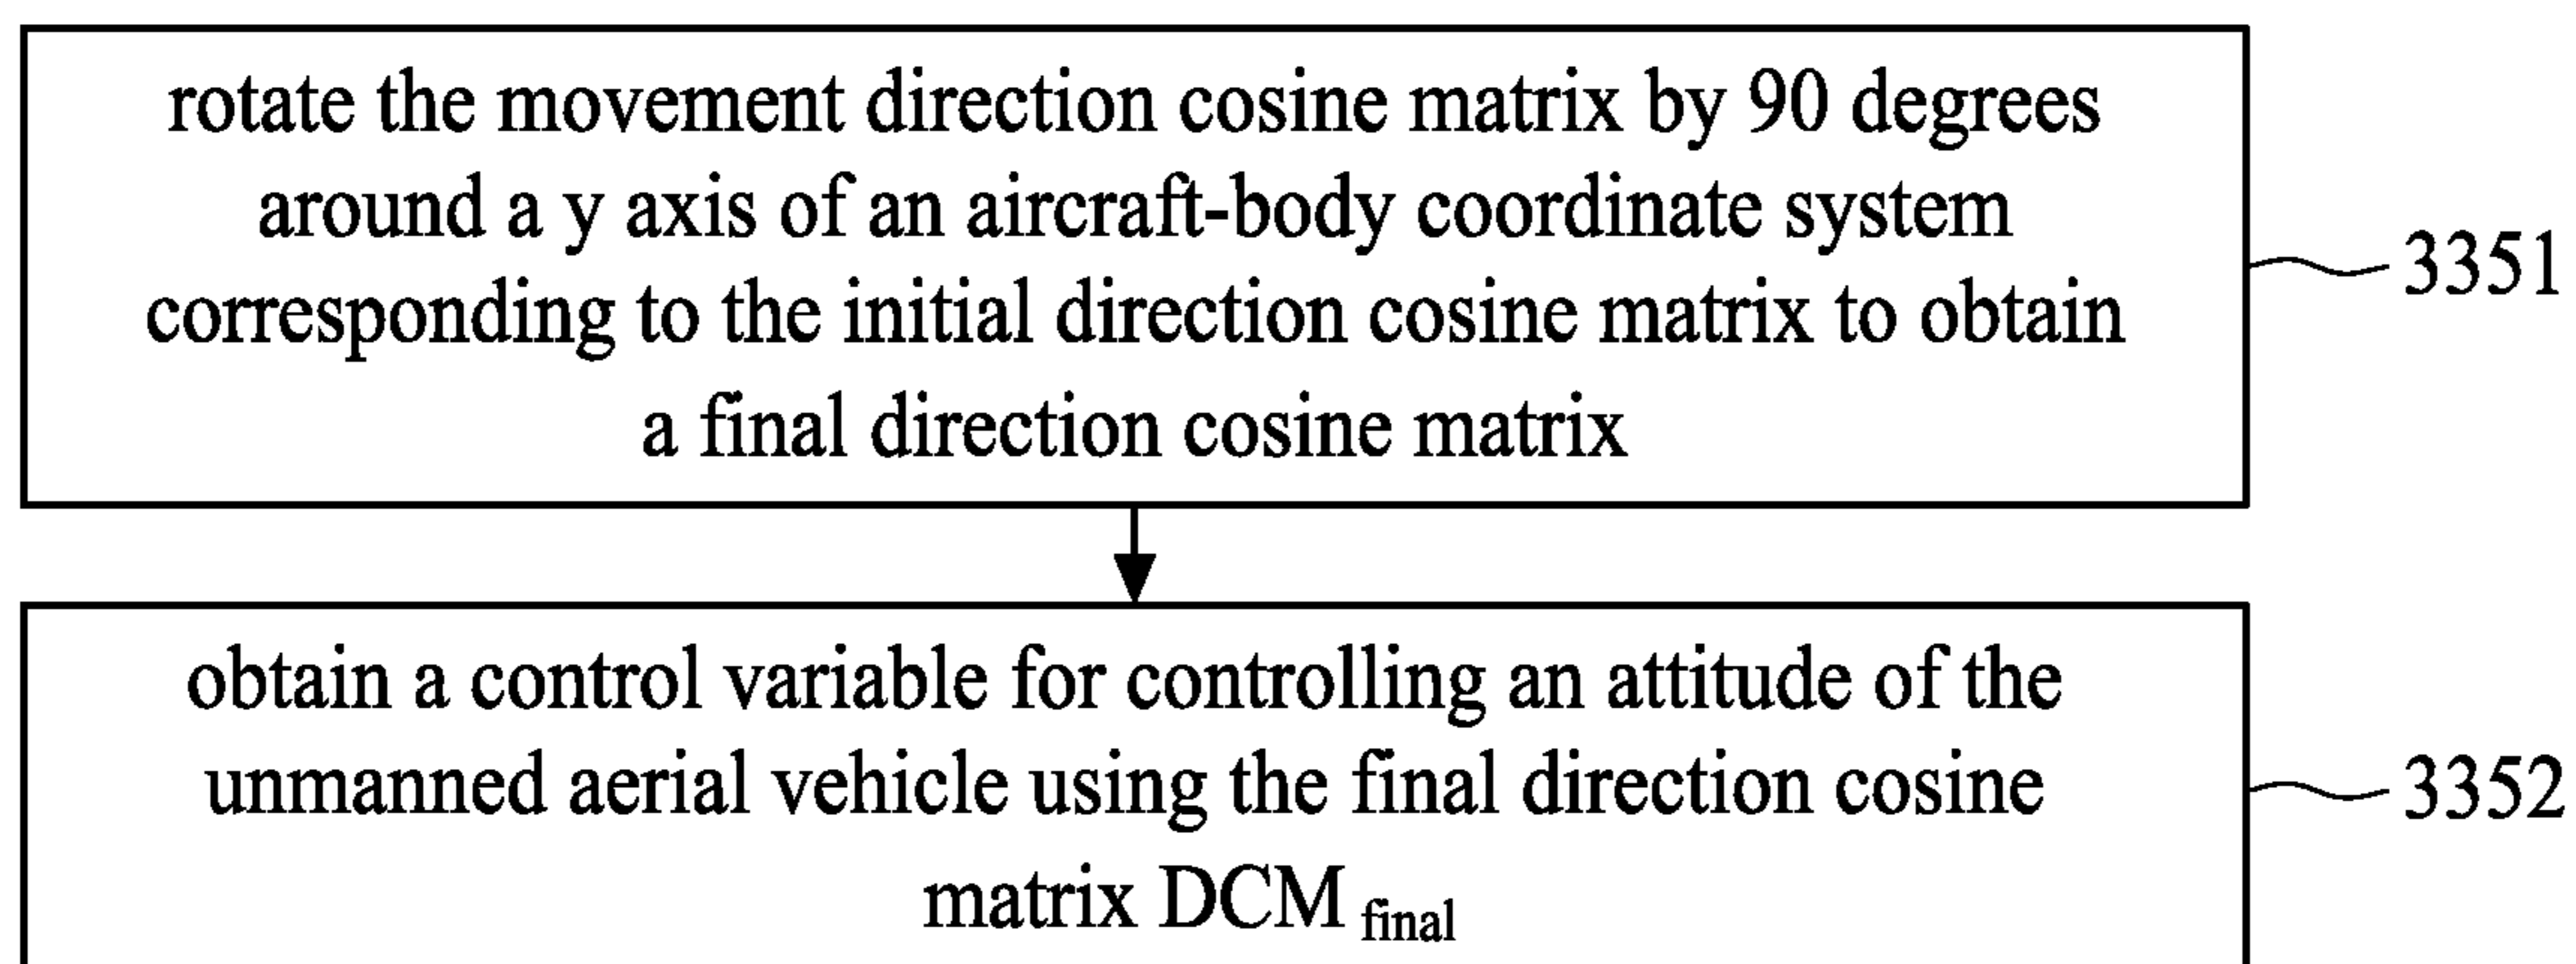 rotate the movement direction cosine matrix by 90 degrees
around a y axis of an aircraft-body coordinate system
corresponding to the initial direction cosine matrix to obtain
a final direction cosine matrix
3351
obtain a control variable for controlling an attitude of the
unmanned aerial vehicle using the final direction cosine
matrix DCM final
3352